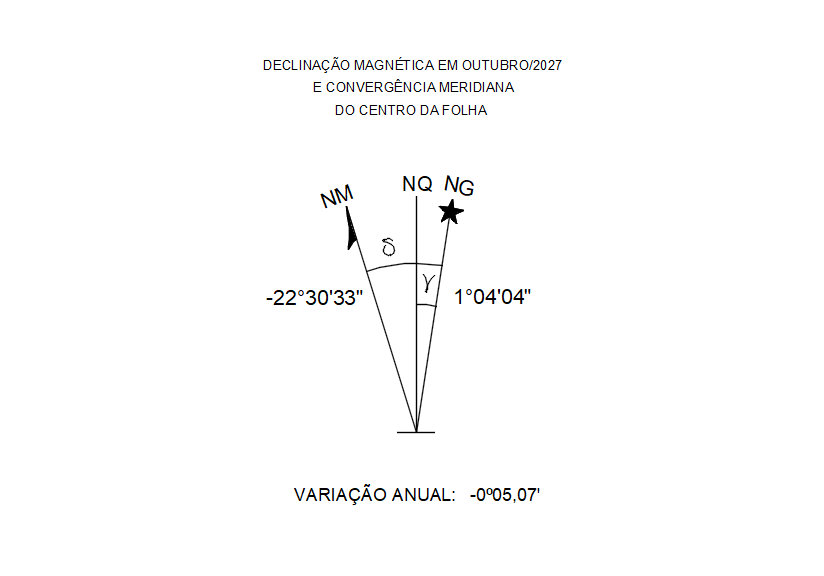 DECLINAÇÃO MAGNÉTICA EM OUTUBRO/2027
E CONVERGÊNCIA MERIDIANA
DO CENTRO DA FOLHA
NM NQ NG
δ
γ
-22°30'33" 1°04'04"
VARIAÇÃO ANUAL: -0º05,07'